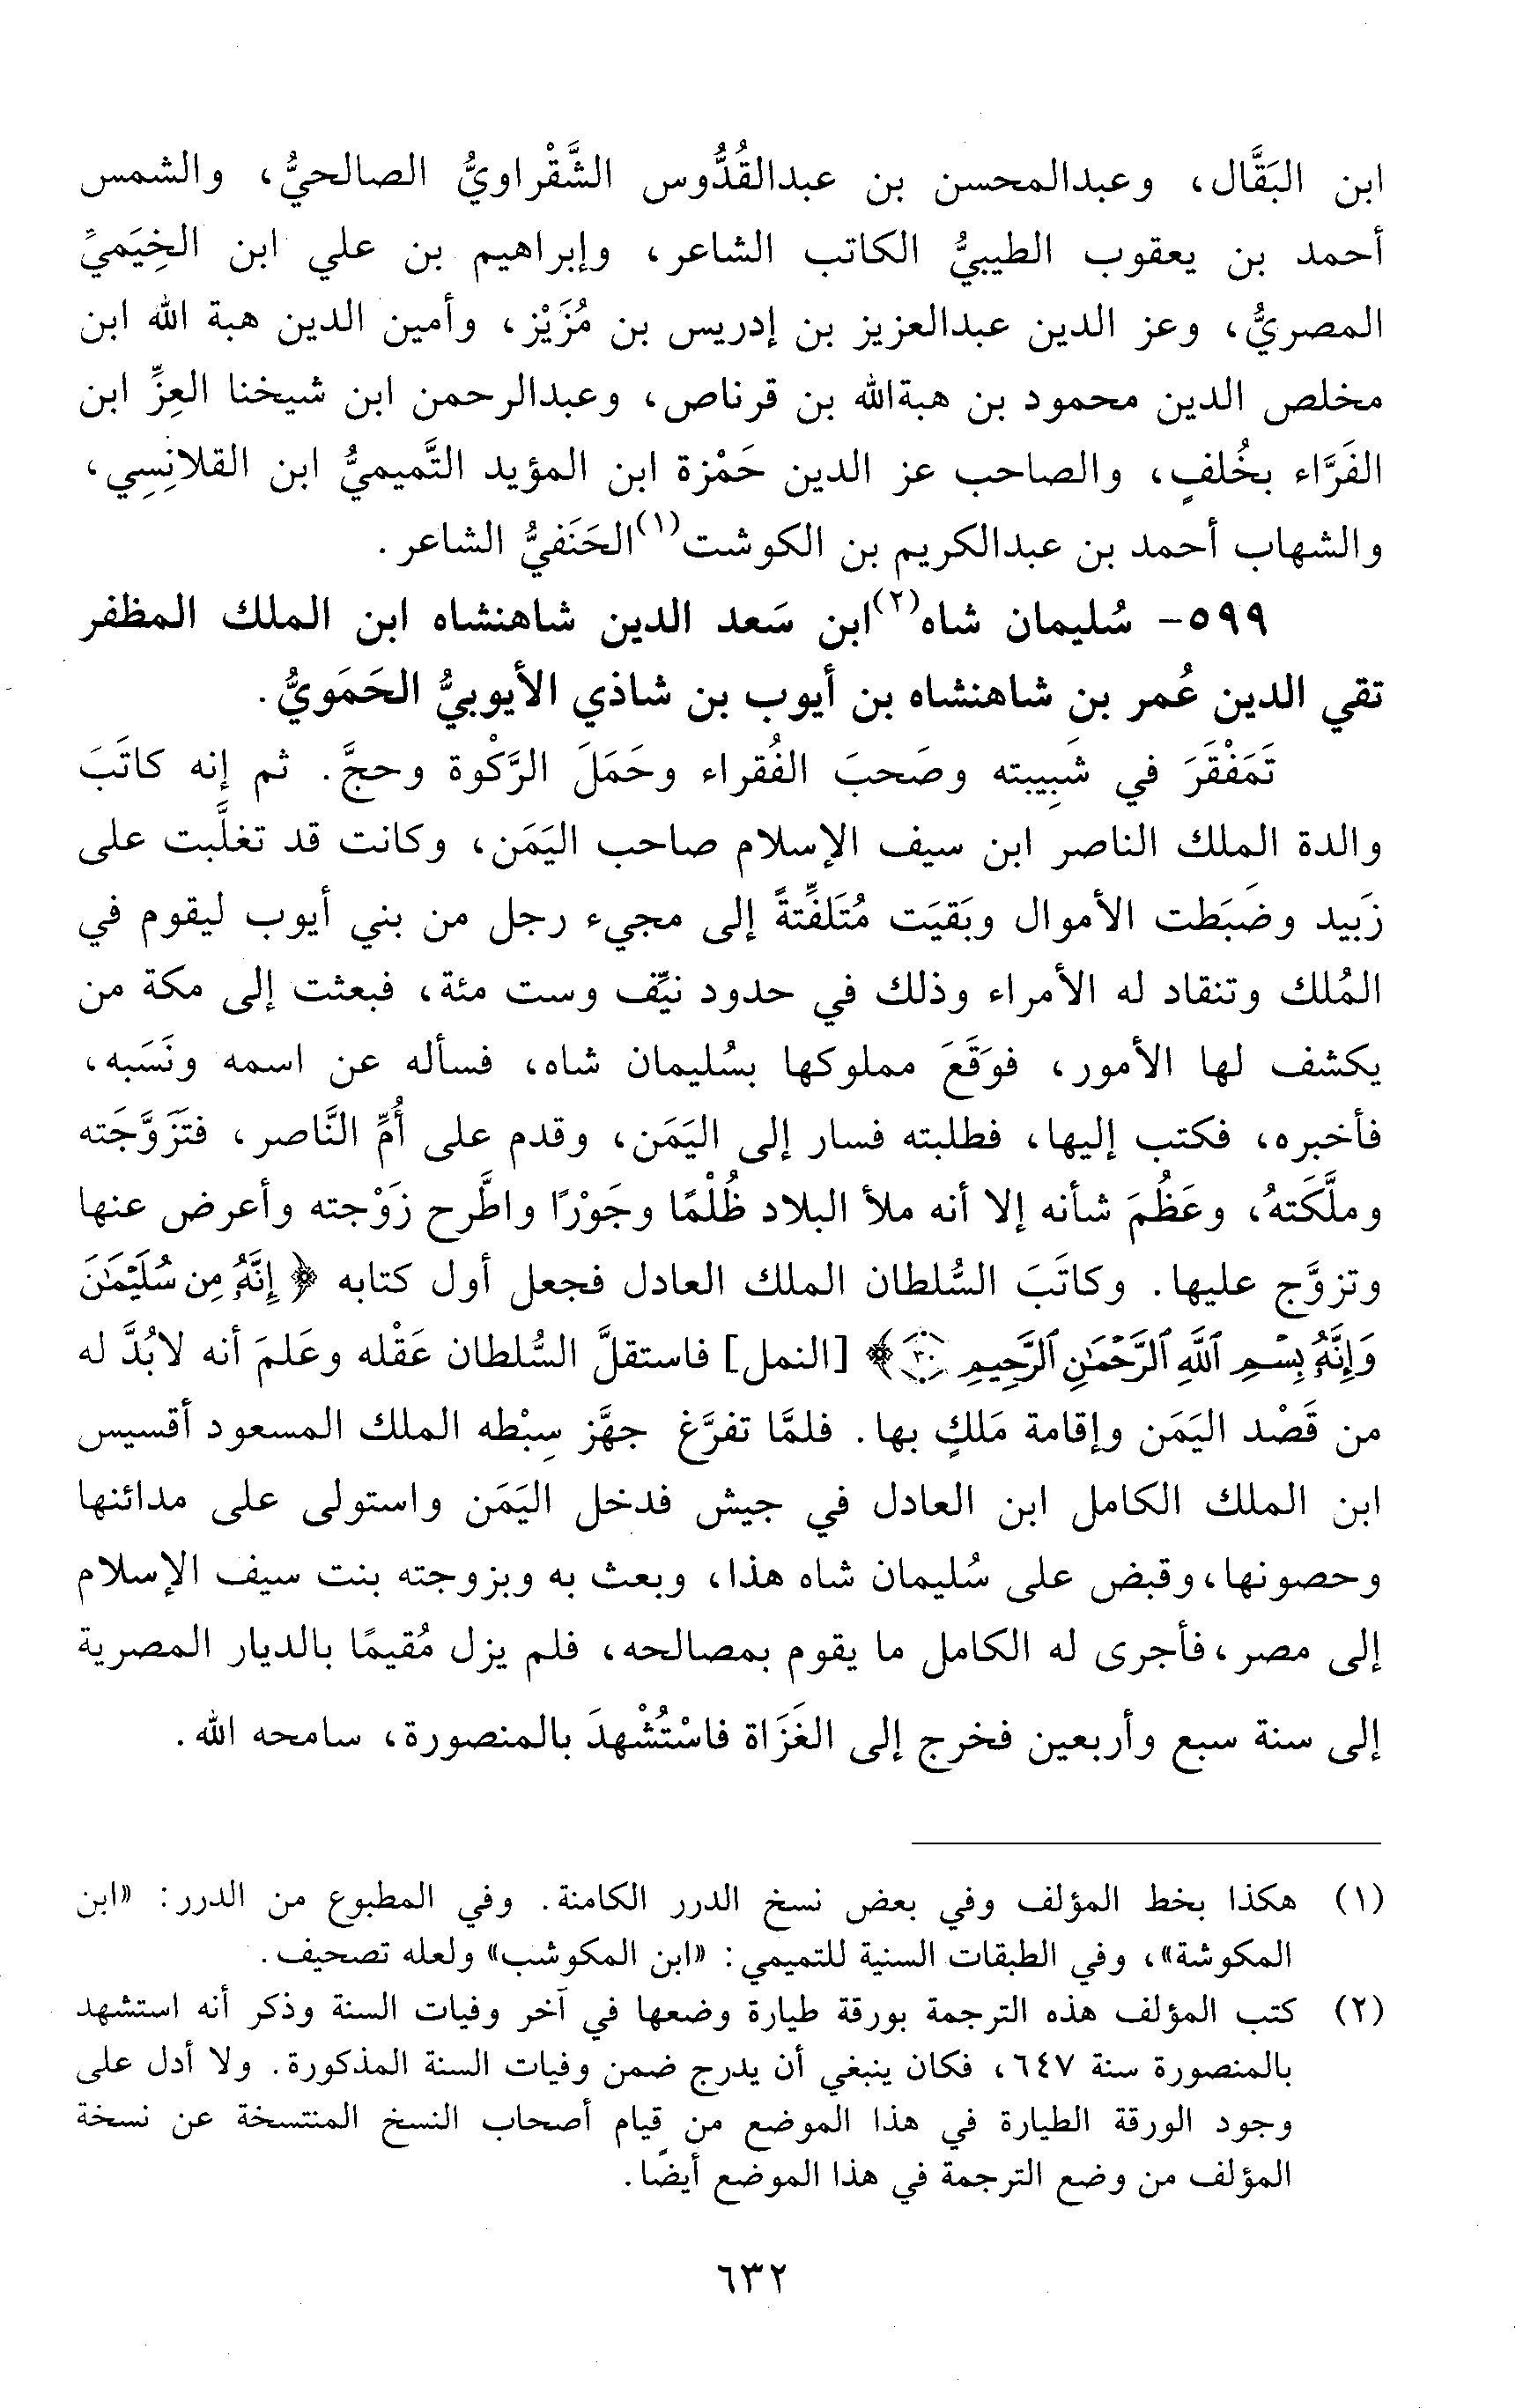 ابن البَقَّال، وعبدالمحسن بن عبدالقُدُّوس الشَّقْراويُّ الصالحيُّ، والشمس
أحمد بن يعقوب الطيبيُّ الكاتب الشاعر، وإبراهيم بن علي ابن الخِيَميِّ
المصريُّ، وعز الدين عبدالعزيز بن إدريس بن مُزَيْز، وأمين الدين هبة الله ابن
مخلص الدين محمود بن هبةالله بن قرناص، وعبدالرحمن ابن شيخنا العِزِّ ابن
الفَرَّاء بخُلفٍ، والصاحب عز الدين حَمْزة ابن المؤيد التَّميميُّ ابن القلانِسِي،
والشهاب أحمد بن عبدالكريم بن الكوشت(١) الحَنَفيُّ الشاعر.
٥٩٩- سُليمان شاه(٢) ابن سَعد الدين شاهنشاه ابن الملك المظفر
تقي الدين عُمر بن شاهنشاه بن أيوب بن شاذي الأيوبيُّ الحَمَويُّ.
تَمَفْقَرَ في شَبِيبته وصَحبَ الفُقراء وحَمَلَ الرَّكْوة وحجَّ. ثم إنه كاتَبَ
والدة الملك الناصر ابن سيف الإسلام صاحب اليَمَن، وكانت قد تغلَّبت على
زَبيد وضبَطت الأموال وبَقيَت مُتَلفِّتةً إلى مجيء رجل من بني أيوب ليقوم في
المُلك وتنقاد له الأمراء وذلك في حدود نيِّف وست مئة، فبعثت إلى مكة من
يكشف لها الأمور، فوَقَعَ مملوكها بسُليمان شاه، فسأله عن اسمه ونَسَبه،
فأخبره، فكتب إليها، فطلبته فسار إلى اليَمَن، وقدم على أُمِّ النَّاصر، فتَزَوَّجَته
وملَّكَتهُ، وعَظُمَ شأنه إلا أنه ملأ البلاد ظُلْمًا وجَوْرًا واطَّرح زَوْجته وأعرض عنها
وتزوَّج عليها. وكاتَبَ السُّلطان الملك العادل فجعل أول كتابه ﴿ إِنَّهُۥ مِن سُلَيْمَٰنَ
وَإِنَّهُۥ بِسْمِ ٱللَّهِ ٱلرَّحْمَٰنِ ٱلرَّحِيمِ ٣٠ ﴾ [النمل] فاستقلَّ السُّلطان عَقْله وعَلمَ أنه لابُدَّ له
من قَصْد اليَمَن وإقامة مَلكٍ بها. فلمَّا تفرَّغ جهَّز سِبْطه الملك المسعود أقسيس
ابن الملك الكامل ابن العادل في جيش فدخل اليَمَن واستولى على مدائنها
وحصونها، وقبض على سُليمان شاه هذا، وبعث به وبزوجته بنت سيف الإسلام
إلى مصر، فأجرى له الكامل ما يقوم بمصالحه، فلم يزل مُقيمًا بالديار المصرية
إلى سنة سبع وأربعين فخرج إلى الغَزَاة فاسْتُشْهدَ بالمنصورة، سامحه الله.
(١) هكذا بخط المؤلف وفي بعض نسخ الدرر الكامنة. وفي المطبوع من الدرر: «ابن
المكوشة»، وفي الطبقات السنية للتميمي: «ابن المكوشب» ولعله تصحيف.
(٢) كتب المؤلف هذه الترجمة بورقة طيارة وضعها في آخر وفيات السنة وذكر أنه استشهد
بالمنصورة سنة ٦٤٧، فكان ينبغي أن يدرج ضمن وفيات السنة المذكورة. ولا أدل على
وجود الورقة الطيارة في هذا الموضع من قيام أصحاب النسخ المنتسخة عن نسخة
المؤلف من وضع الترجمة في هذا الموضع أيضًا.
٦٣٢